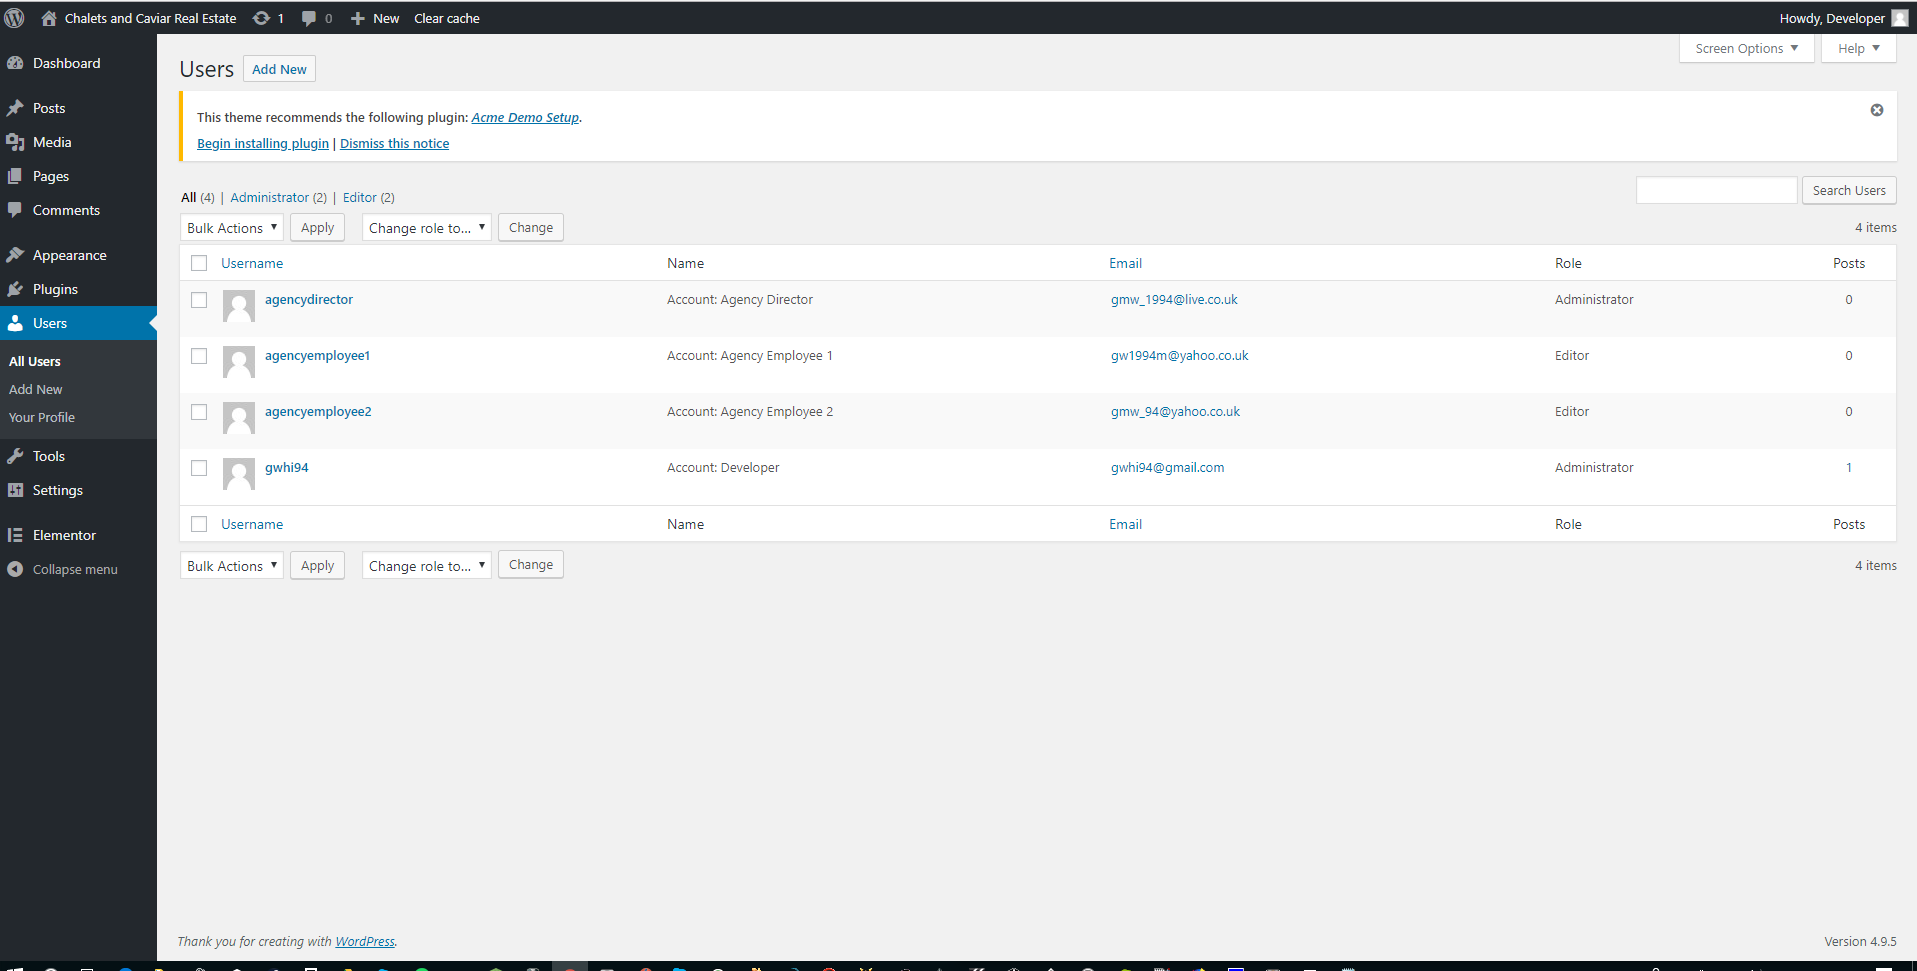 Chalets and Caviar Real Estate 1 0 New Clear cache Howdy, Developer
Screen Options Help
Dashboard
Posts
Media
Pages
Comments
Appearance
Plugins
Users
All Users
Add New
Your Profile
Tools
Settings
Elementor
Collapse menu
Users Add New
This theme recommends the following plugin: Acme Demo Setup.
Begin installing plugin | Dismiss this notice
All (4) | Administrator (2) | Editor (2)
Search Users
Bulk Actions Apply Change role to... Change 4 items
Username Name Email Role Posts
agencydirector Account: Agency Director gmw_1994@live.co.uk Administrator 0
agencyemployee1 Account: Agency Employee 1 gw1994m@yahoo.co.uk Editor 0
agencyemployee2 Account: Agency Employee 2 gmw_94@yahoo.co.uk Editor 0
gwhi94 Account: Developer gwhi94@gmail.com Administrator 1
Username Name Email Role Posts
Bulk Actions Apply Change role to... Change 4 items
Thank you for creating with WordPress. Version 4.9.5